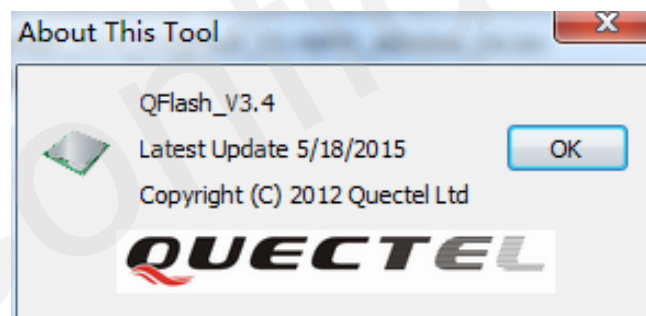 About This Tool
QFlash_V3.4
Latest Update 5/18/2015
OK
Copyright (C) 2012 Quectel Ltd
QUECTEL